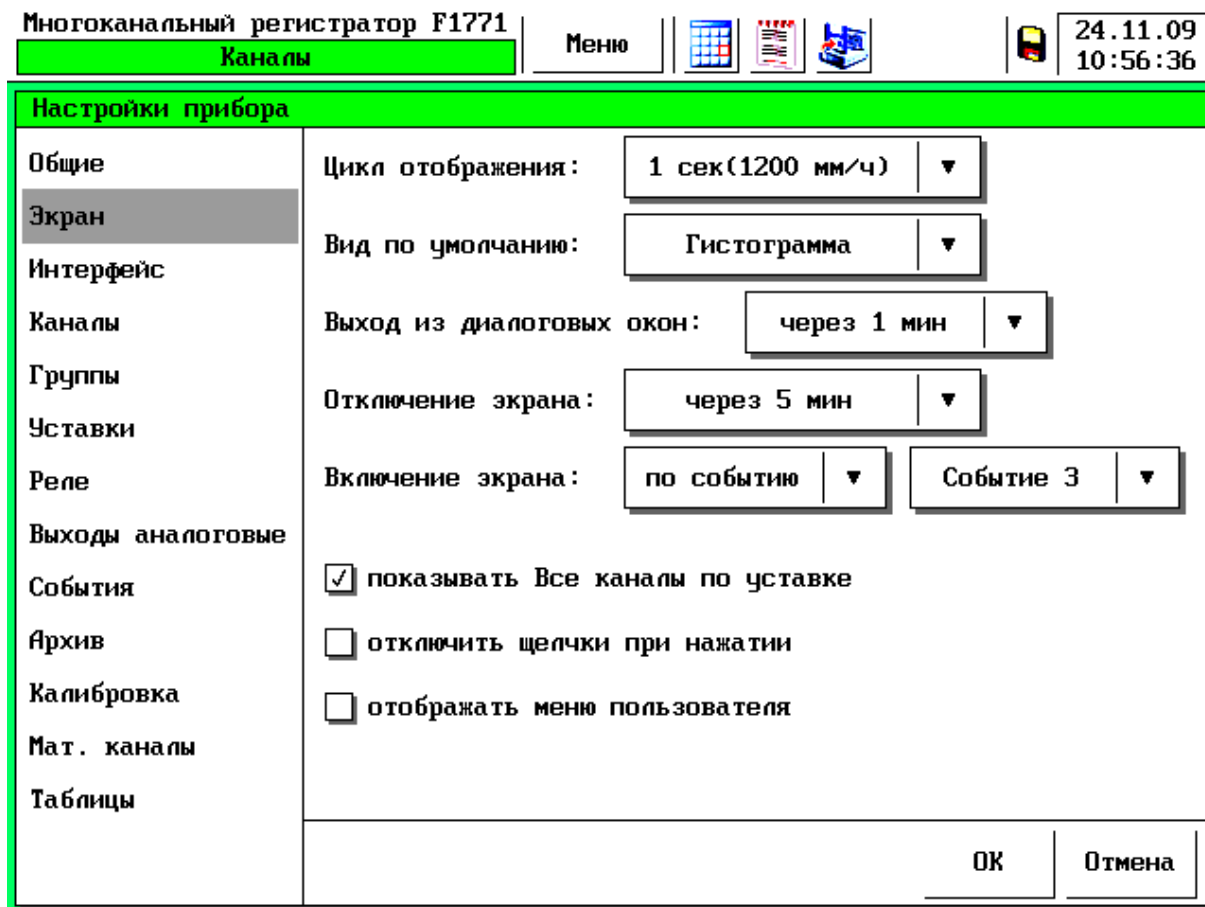 Многоканальный регистратор F1771
Каналы
Меню
24.11.09
10:56:36
Настройки прибора
Общие
Экран
Интерфейс
Каналы
Группы
Уставки
Реле
Выходы аналоговые
События
Архив
Калибровка
Мат. каналы
Таблицы
Цикл отображения: 1 сек(1200 мм/ч)
Вид по умолчанию: Гистограмма
Выход из диалоговых окон: через 1 мин
Отключение экрана: через 5 мин
Включение экрана: по событию Событие 3
показывать Все каналы по уставке
отключить щелчки при нажатии
отображать меню пользователя
ОК
Отмена